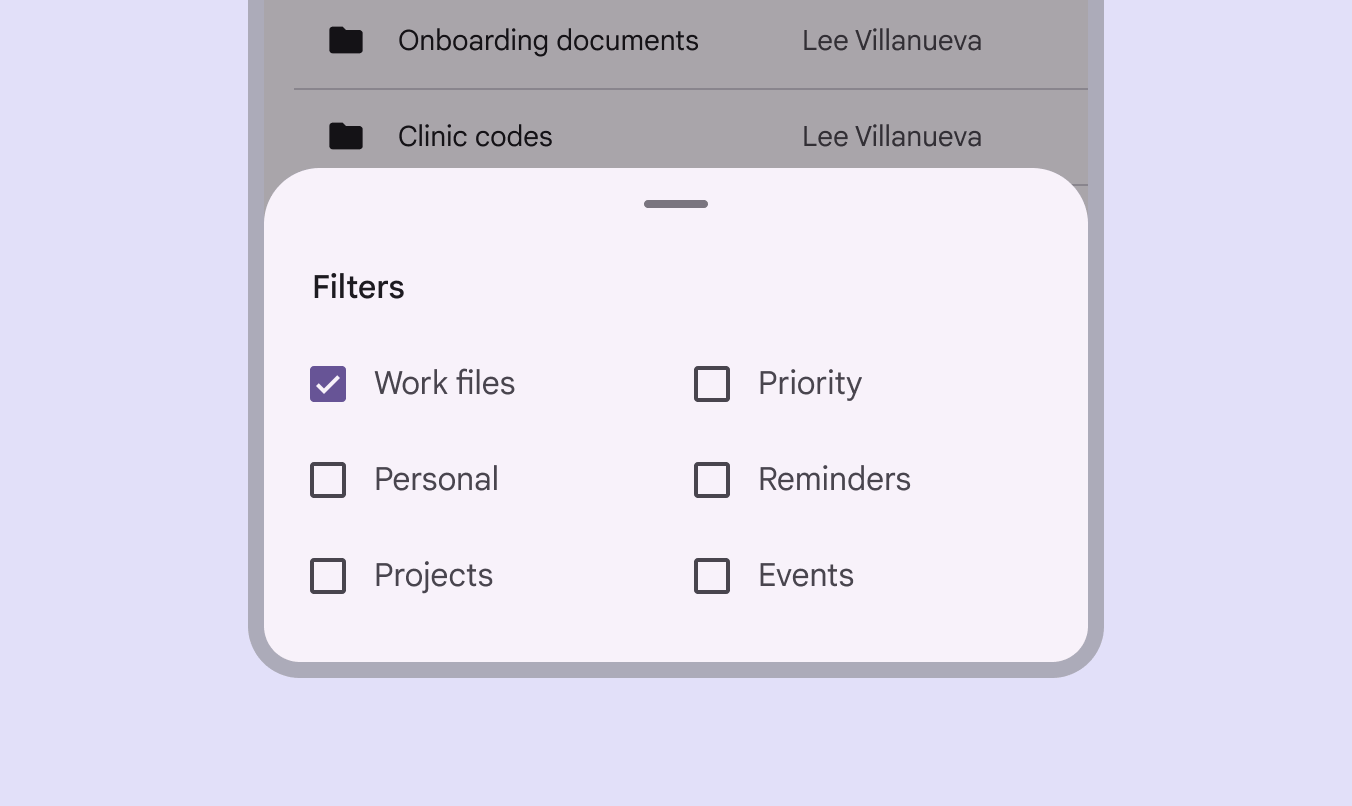 Onboarding documents Lee Villanueva
Clinic codes Lee Villanueva
Filters
Work files Priority
Personal Reminders
Projects Events